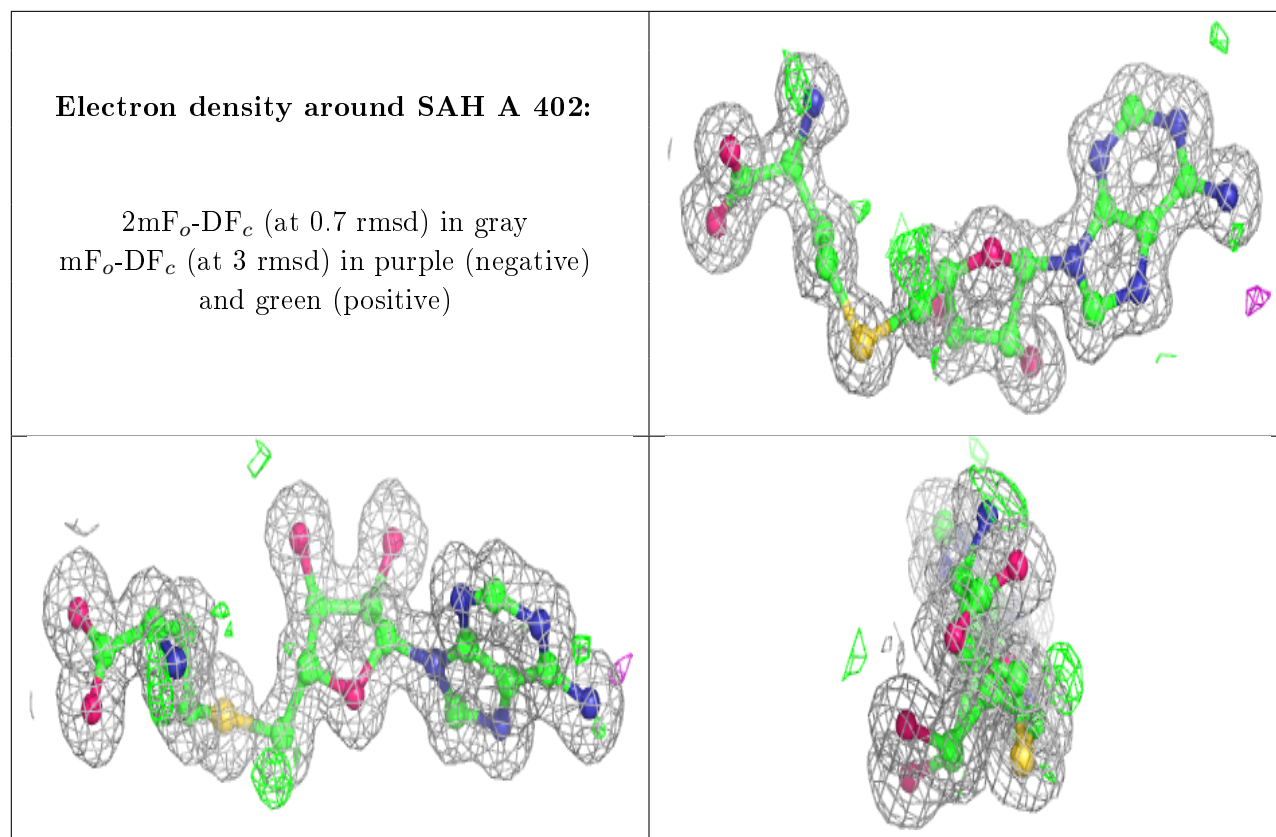 Electron density around SAH A 402:
2mFo-DFc (at 0.7 rmsd) in gray
mFo-DFc (at 3 rmsd) in purple (negative)
and green (positive)